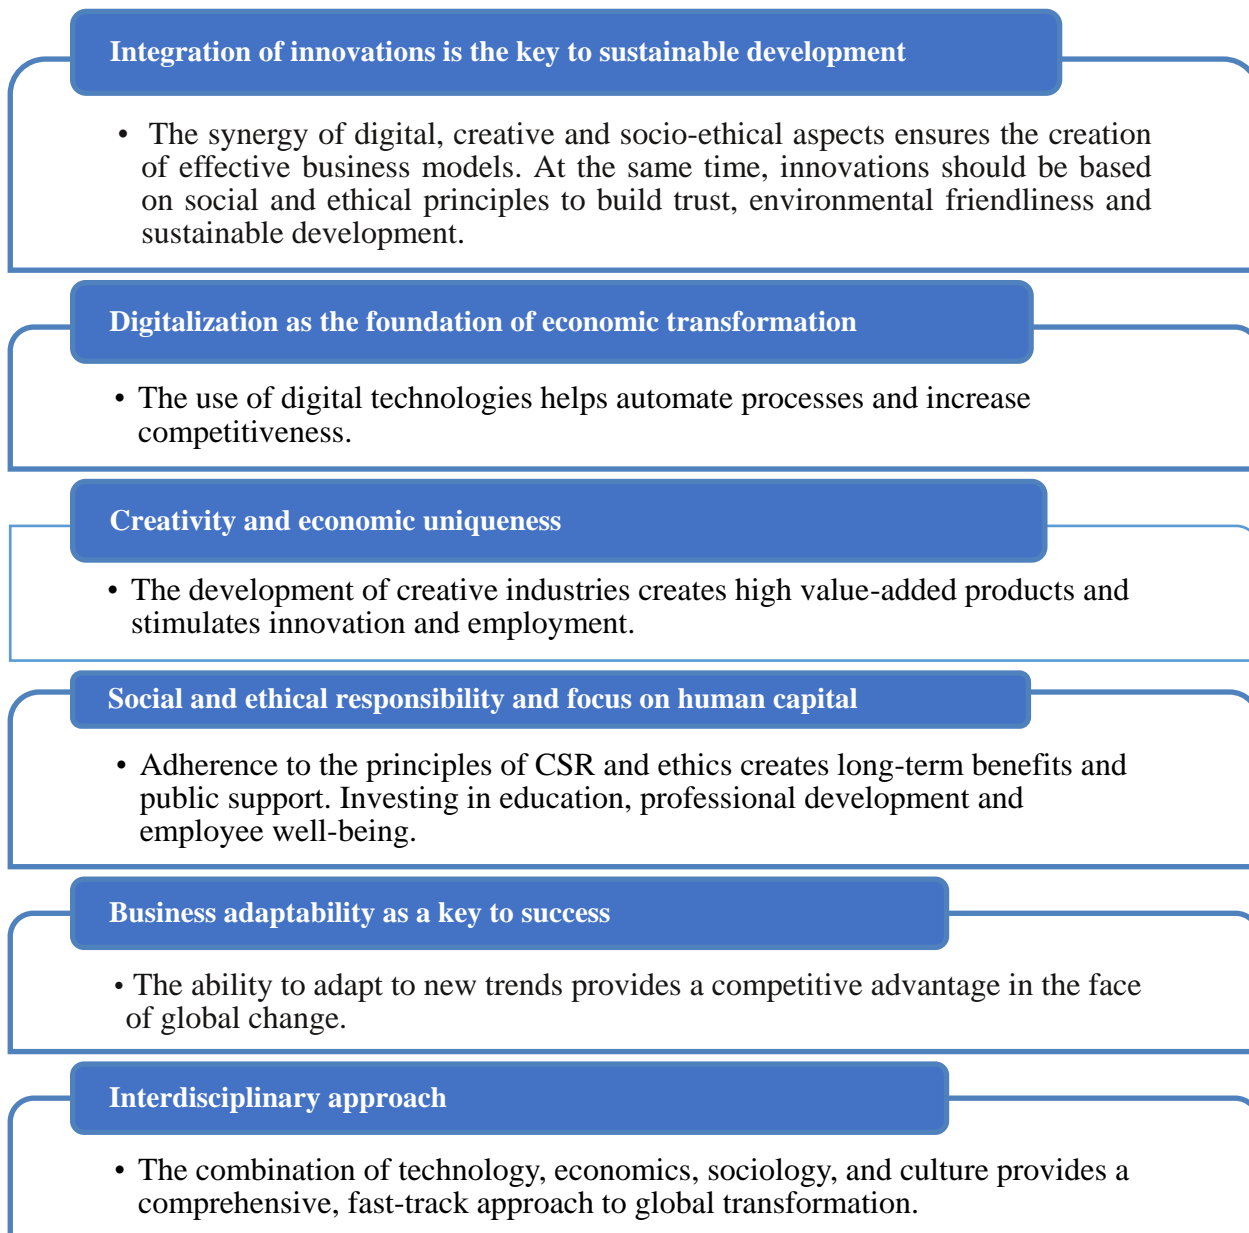 Integration of innovations is the key to sustainable development
• The synergy of digital, creative and socio-ethical aspects ensures the creation
of effective business models. At the same time, innovations should be based
on social and ethical principles to build trust, environmental friendliness and
sustainable development.
Digitalization as the foundation of economic transformation
• The use of digital technologies helps automate processes and increase
competitiveness.
Creativity and economic uniqueness
• The development of creative industries creates high value-added products and
stimulates innovation and employment.
Social and ethical responsibility and focus on human capital
• Adherence to the principles of CSR and ethics creates long-term benefits and
public support. Investing in education, professional development and
employee well-being.
Business adaptability as a key to success
• The ability to adapt to new trends provides a competitive advantage in the face
of global change.
Interdisciplinary approach
• The combination of technology, economics, sociology, and culture provides a
comprehensive, fast-track approach to global transformation.